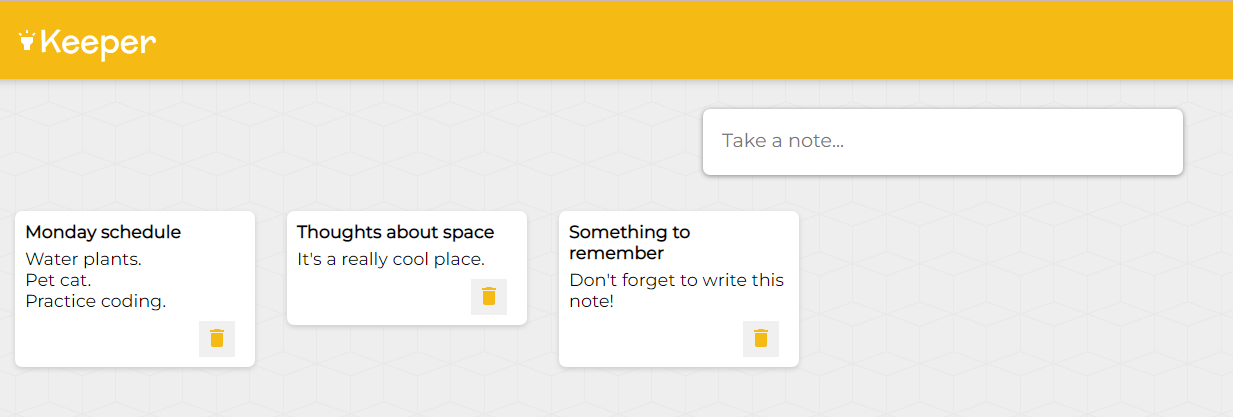 Keeper
Take a note...
Monday schedule
Water plants.
Pet cat.
Practice coding.
Thoughts about space
It's a really cool place.
Something to
remember
Don't forget to write this
note!